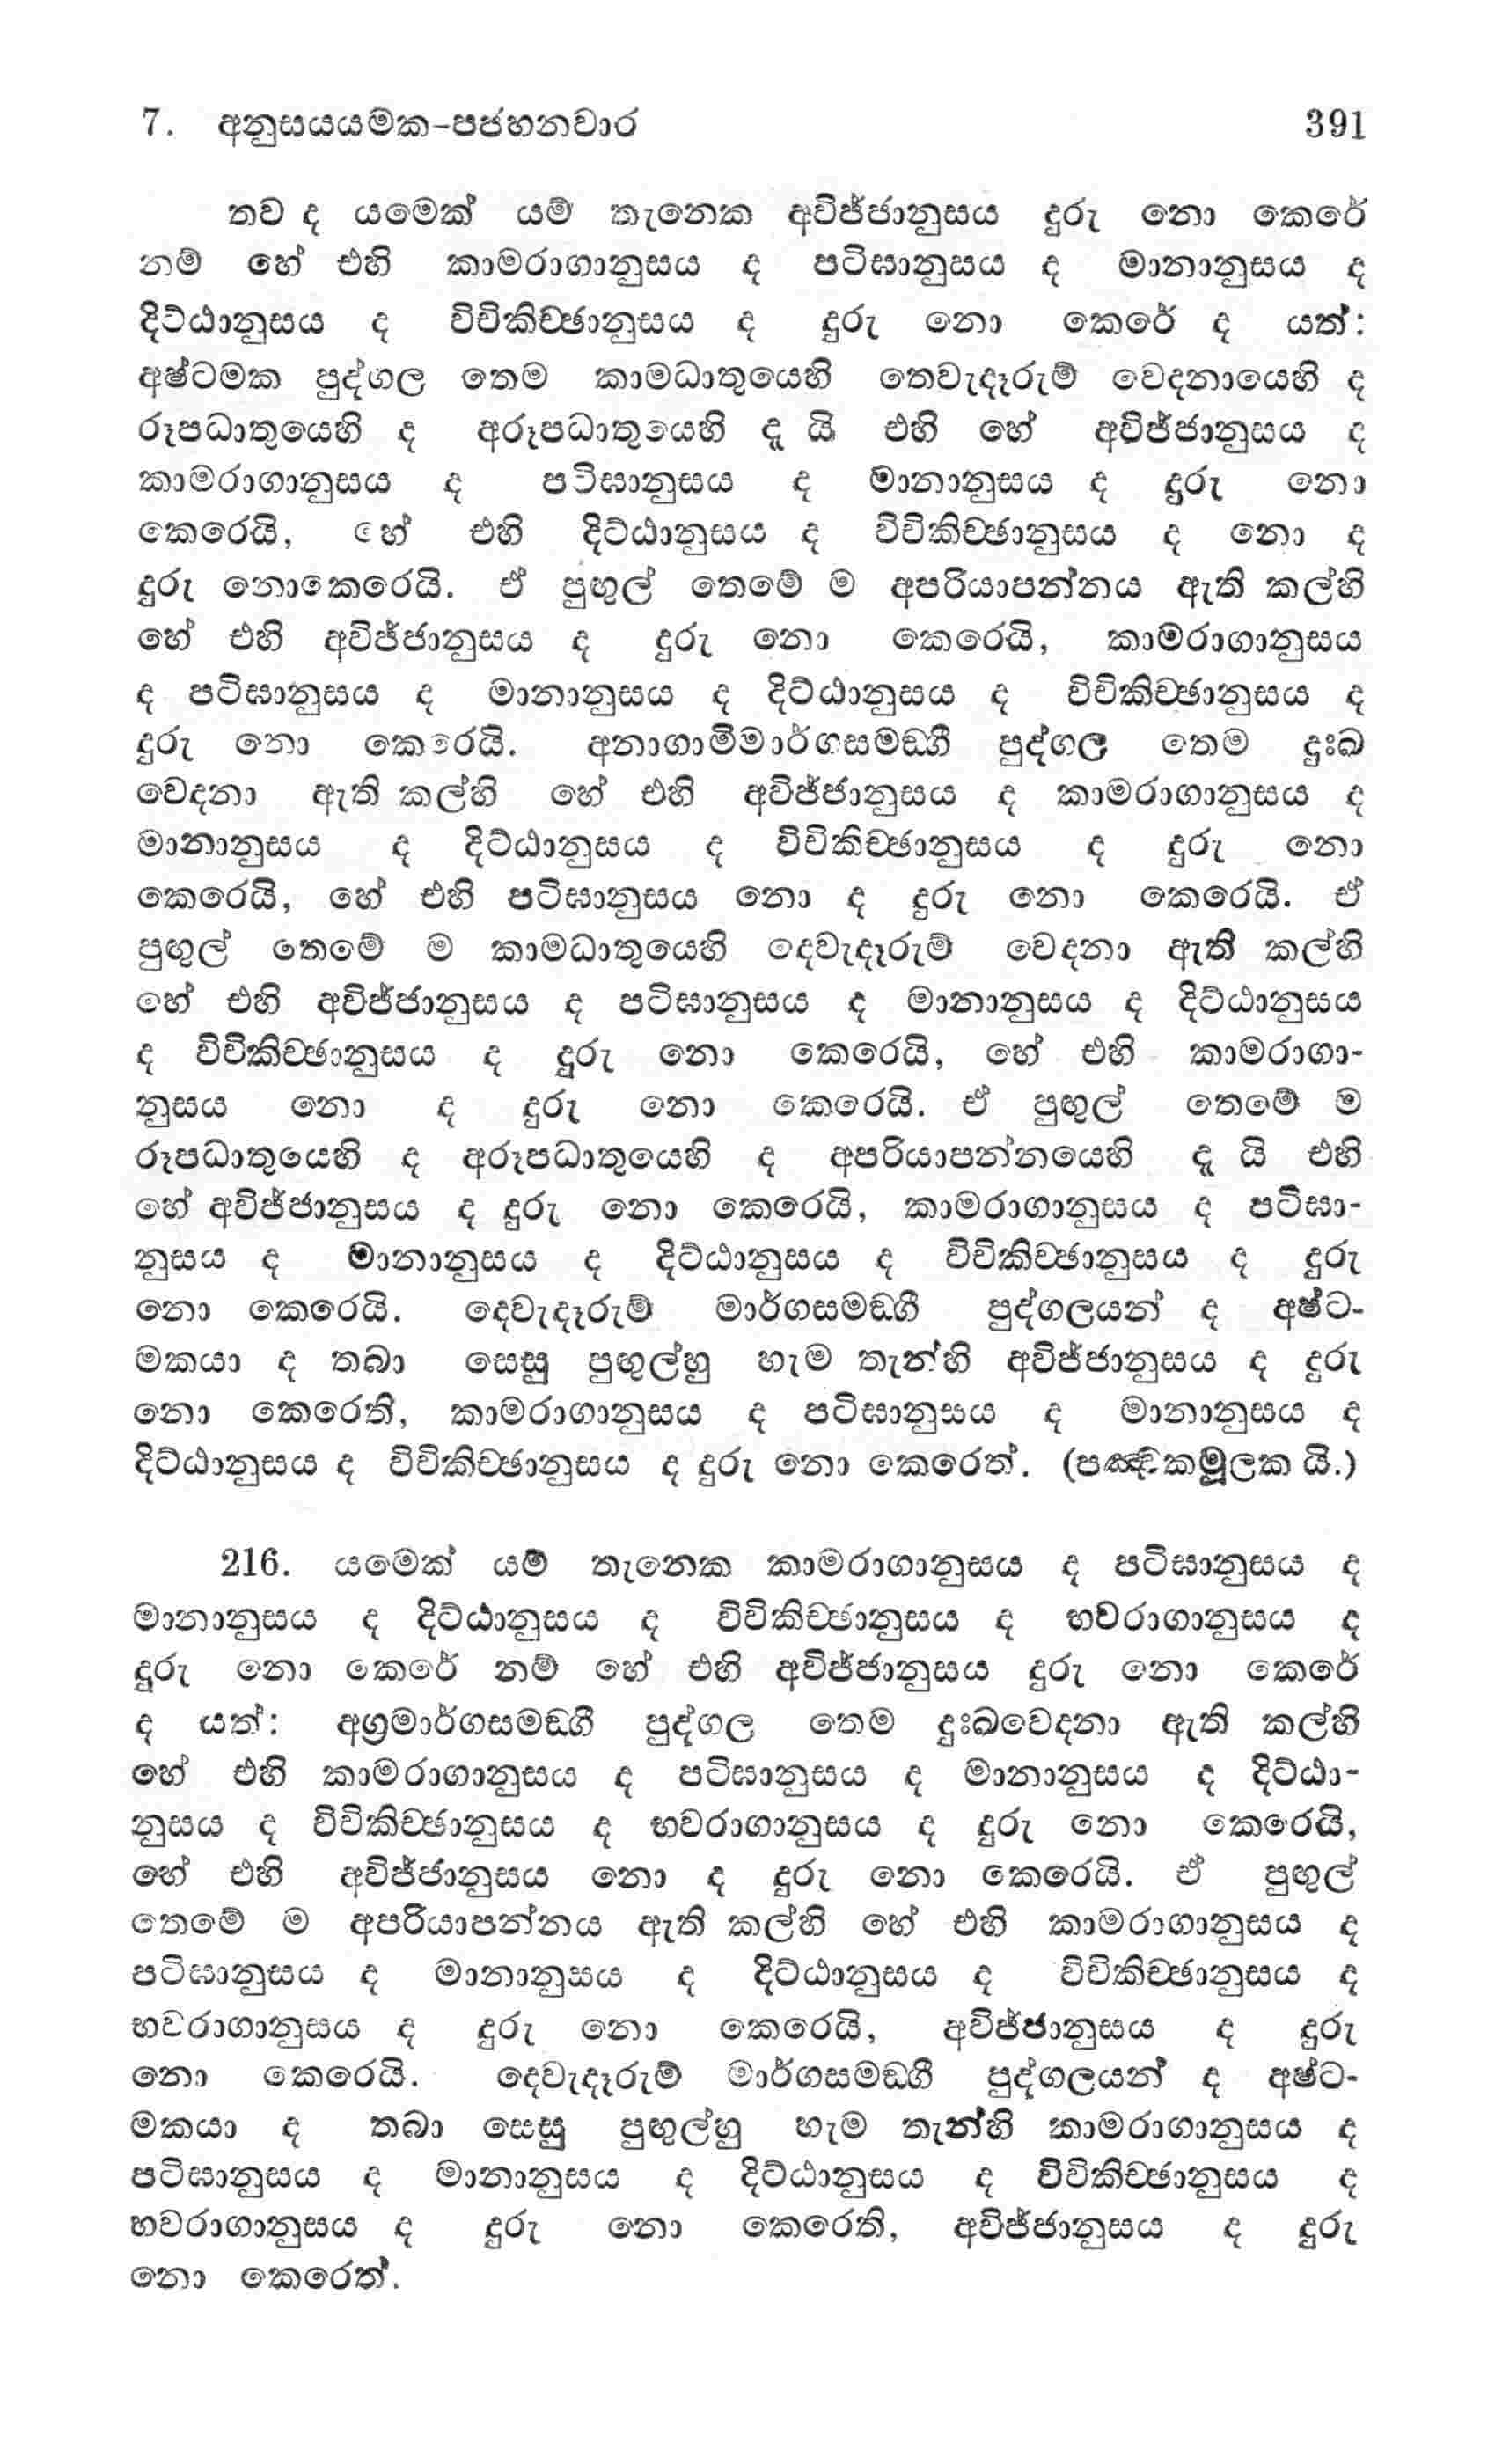 7. අනුසයයමක-පජහනවාර 391
තව ද යමෙක් යම් තැනෙක අවිජ්ජානුසය දුරු නො කෙරේ
නම් හේ එහි කාමරාගානුසය ද පටිඝානුසය ද මානානුසය ද
දිට්ඨානුසය ද විචිකිච්ඡානුසය ද දුරු නො කෙරේ ද යත්:
අෂ්ටමක පුද්ගල තෙම කාමධාතුයෙහි තෙවැදෑරුම් වෙදනායෙහි ද
රූපධාතුයෙහි ද අරූපධාතුයෙහි දැ යි එහි හේ අවිජ්ජානුසය ද
කාමරාගානුසය ද පටිඝානුසය ද මානානුසය ද දුරු නො
කෙරෙයි, හේ එහි දිට්ඨානුසය ද විචිකිච්ඡානුසය ද නො ද
දුරු නොකෙරෙයි. ඒ පුඟුල් තෙමේ ම අපරියාපන්නය ඇති කල්හි
හේ එහි අවිජ්ජානුසය ද දුරු නො කෙරෙයි, කාමරාගානුසය
ද පටිඝානුසය ද මානානුසය ද දිට්ඨානුසය ද විචිකිච්ඡානුසය ද
දුරු නො කෙරෙයි. අනාගාමිමාර්ගසමඞ්ගී පුද්ගල තෙම දුඃඛ
වෙදනා ඇති කල්හි හේ එහි අවිජ්ජානුසය ද කාමරාගානුසය ද
මානානුසය ද දිට්ඨානුසය ද විචිකිච්ඡානුසය ද දුරු නො
කෙරෙයි, හේ එහි පටිඝානුසය නො ද දුරු නො කෙරෙයි. ඒ
පුඟුල් තෙමේ ම කාමධාතුයෙහි දෙවැදෑරුම් වෙදනා ඇති කල්හි
හේ එහි අවිජ්ජානුසය ද පටිඝානුසය ද මානානුසය ද දිට්ඨානුසය
ද විචිකිච්ඡානුසය ද දුරු නො කෙරෙයි, හේ එහි කාමරාගා-
නුසය නො ද දුරු නො කෙරෙයි. ඒ පුඟුල් තෙමේ ම
රූපධාතුයෙහි ද අරූපධාතුයෙහි ද අපරියාපන්නයෙහි දැ යි එහි
හේ අවිජ්ජානුසය ද දුරු නො කෙරෙයි, කාමරාගානුසය ද පටිඝා-
නුසය ද මානානුසය ද දිට්ඨානුසය ද විචිකිච්ඡානුසය ද දුරු
නො කෙරෙයි. දෙවැදෑරුම් මාර්ගසමඞ්ගී පුද්ගලයන් ද අෂ්ට-
මකයා ද තබා සෙසු පුඟුල්හු හැම තැන්හි අවිජ්ජානුසය ද දුරු
නො කෙරෙති, කාමරාගානුසය ද පටිඝානුසය ද මානානුසය ද
දිට්ඨානුසය ද විචිකිච්ඡානුසය ද දුරු නො කෙරෙත්. (පඤ්චකමූලක යි.)
216. යමෙක් යම් තැනෙක කාමරාගානුසය ද පටිඝානුසය ද
මානානුසය ද දිට්ඨානුසය ද විචිකිච්ඡානුසය ද භවරාගානුසය ද
දුරු නො කෙරේ නම් හේ එහි අවිජ්ජානුසය දුරු නො කෙරේ
ද යත්: අග්‍රමාර්ගසමඞ්ගී පුද්ගල තෙම දුඃඛවෙදනා ඇති කල්හි
හේ එහි කාමරාගානුසය ද පටිඝානුසය ද මානානුසය ද දිට්ඨා-
නුසය ද විචිකිච්ඡානුසය ද භවරාගානුසය ද දුරු නො කෙරෙයි,
හේ එහි අවිජ්ජානුසය නො ද දුරු නො කෙරෙයි. ඒ පුඟුල්
තෙමේ ම අපරියාපන්නය ඇති කල්හි හේ එහි කාමරාගානුසය ද
පටිඝානුසය ද මානානුසය ද දිට්ඨානුසය ද විචිකිච්ඡානුසය ද
භවරාගානුසය ද දුරු නො කෙරෙයි, අවිජ්ජානුසය ද දුරු
නො කෙරෙයි. දෙවැදෑරුම් මාර්ගසමඞ්ගී පුද්ගලයන් ද අෂ්ට-
මකයා ද තබා සෙසු පුඟුල්හු හැම තැන්හි කාමරාගානුසය ද
පටිඝානුසය ද මානානුසය ද දිට්ඨානුසය ද විචිකිච්ඡානුසය ද
භවරාගානුසය ද දුරු නො කෙරෙති, අවිජ්ජානුසය ද දුරු
නො කෙරෙත්.